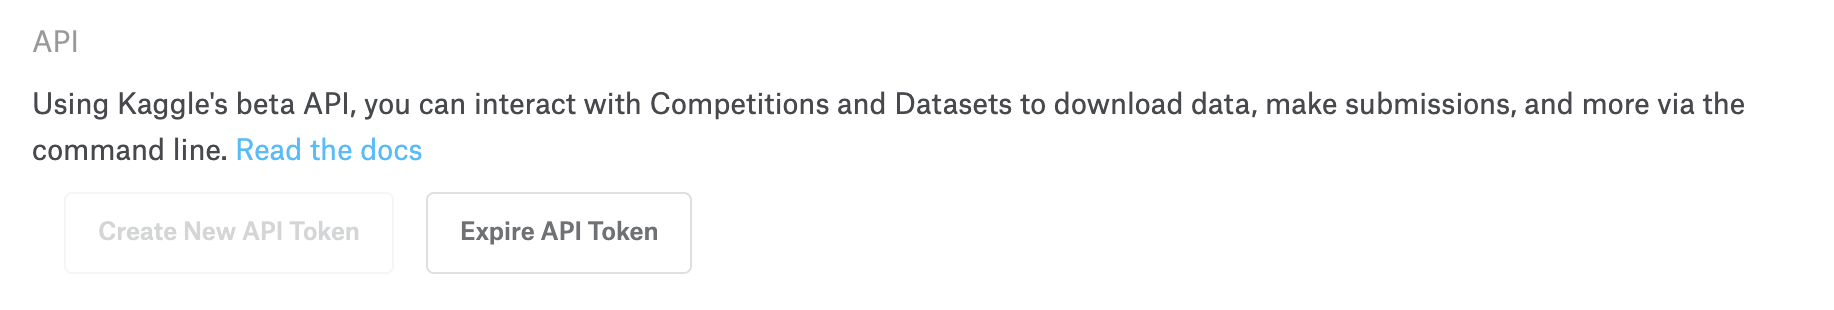 API
Using Kaggle's beta API, you can interact with Competitions and Datasets to download data, make submissions, and more via the
command line. Read the docs
Create New API Token Expire API Token